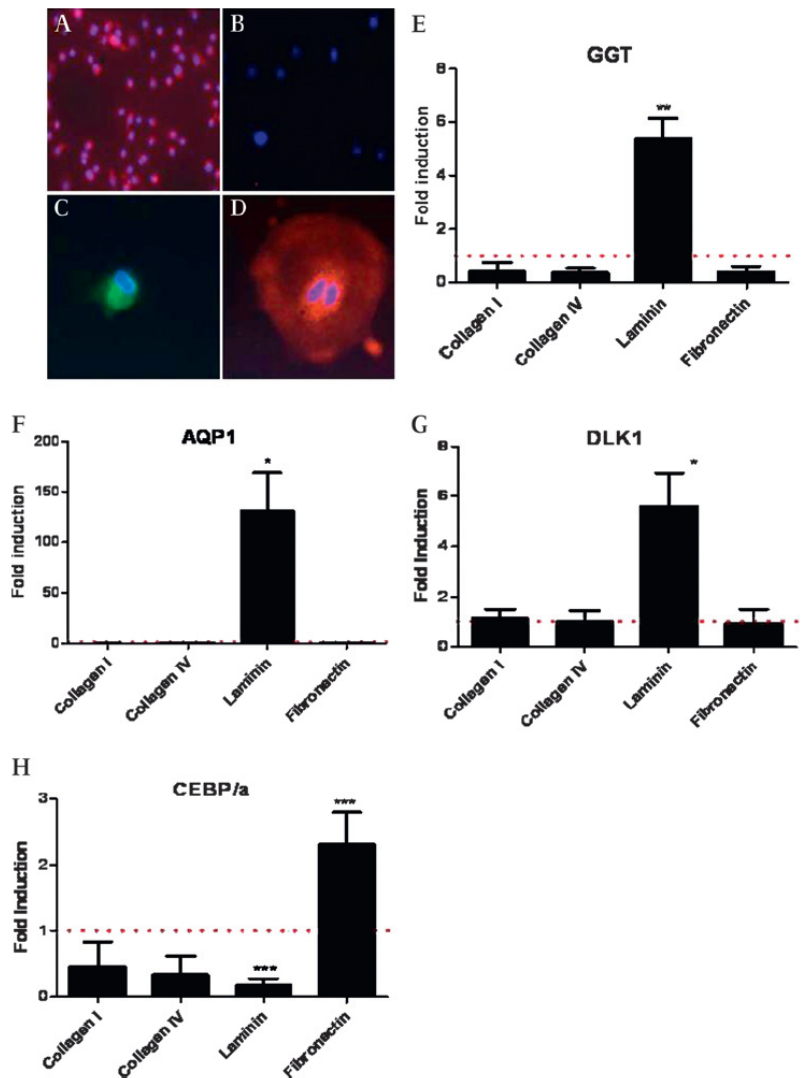 A
B
C
D
E
GGT
Fold induction
8
6
4
2
0
**
Collagen I
Collagen IV
Laminin
Fibronectin
F
AQP1
Fold induction
200
150
100
50
0
*
Collagen I
Collagen IV
Laminin
Fibronectin
G
DLK1
Fold Induction
8
6
4
2
0
*
Collagen I
Collagen IV
Laminin
Fibronectin
H
CEBP/a
Fold Induction
3
2
1
0
***
***
Collagen I
Collagen IV
Laminin
Fibronectin